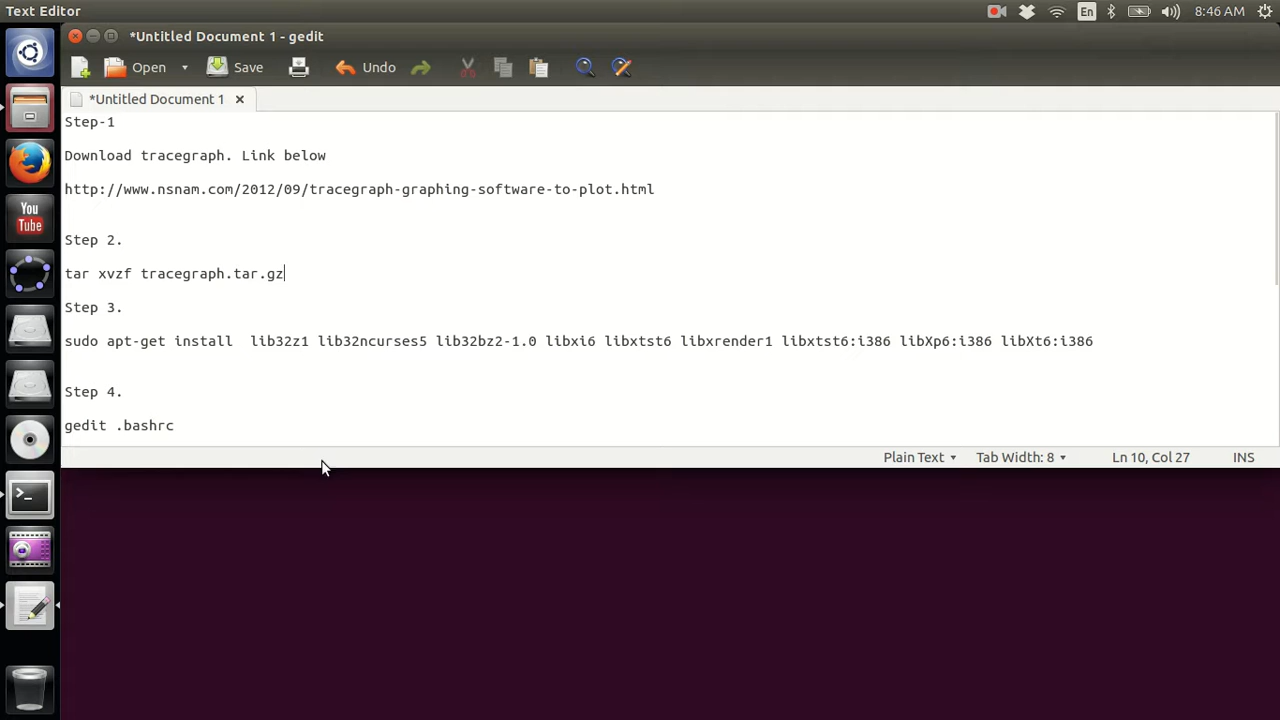 Text Editor
En
8:46 AM
*Untitled Document 1 - gedit
Open
Save
Undo
*Untitled Document 1
Step-1
Download tracegraph. Link below
http://www.nsnam.com/2012/09/tracegraph-graphing-software-to-plot.html
Step 2.
tar xvzf tracegraph.tar.gz
Step 3.
sudo apt-get install  lib32z1 lib32ncurses5 lib32bz2-1.0 libxi6 libxtst6 libxrender1 libxtst6:i386 libXp6:i386 libXt6:i386
Step 4.
gedit .bashrc
Plain Text
Tab Width: 8
Ln 10, Col 27
INS
You
Tube